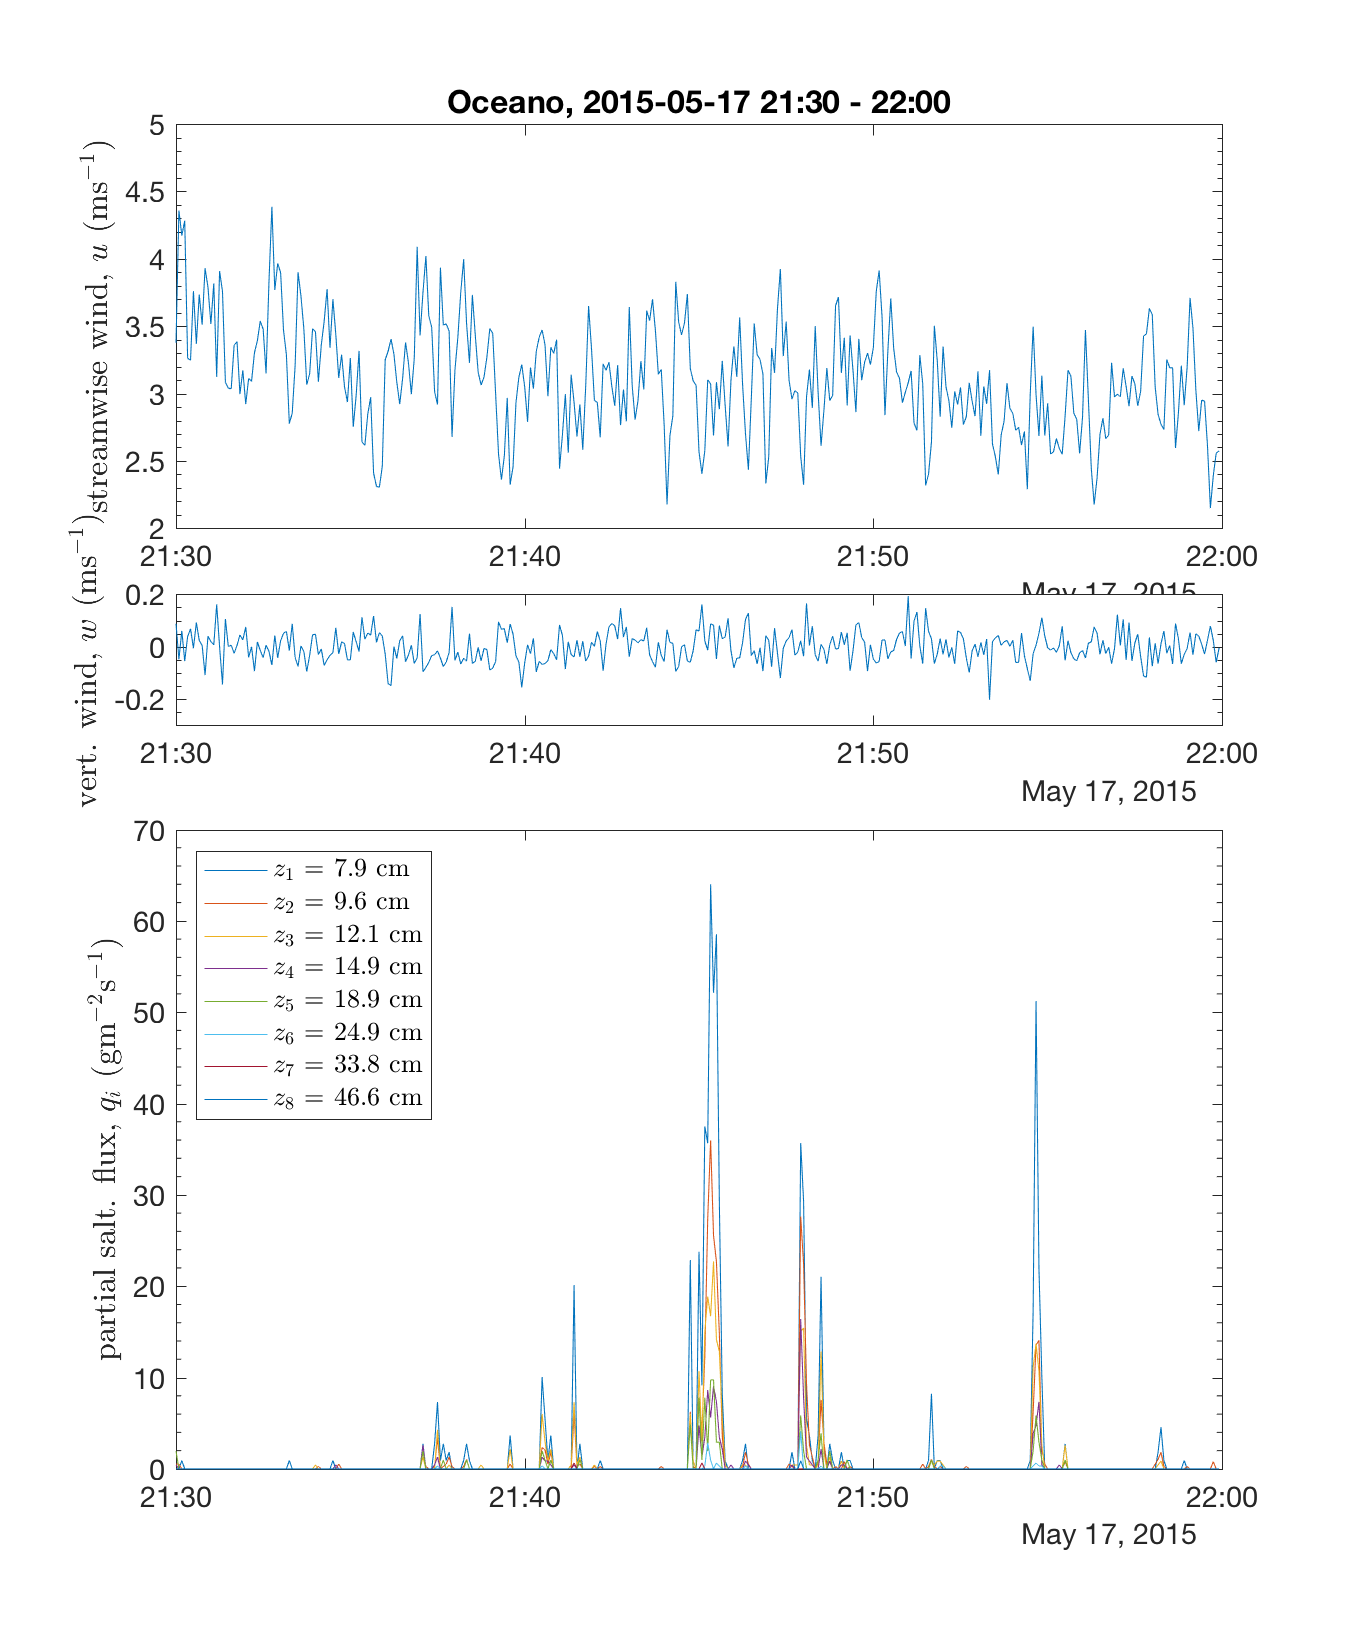 Oceano, 2015-05-17 21:30 - 22:00
streamwise wind, u (ms⁻¹)
5
4.5
4
3.5
3
2.5
2
21:30 21:40 21:50 22:00
May 17, 2015
vert. wind, w (ms⁻¹)
0.2
0
-0.2
21:30 21:40 21:50 22:00
May 17, 2015
partial salt. flux, qᵢ (gm⁻²s⁻¹)
70
60
50
40
30
20
10
0
z₁ = 7.9 cm
z₂ = 9.6 cm
z₃ = 12.1 cm
z₄ = 14.9 cm
z₅ = 18.9 cm
z₆ = 24.9 cm
z₇ = 33.8 cm
z₈ = 46.6 cm
21:30 21:40 21:50 22:00
May 17, 2015